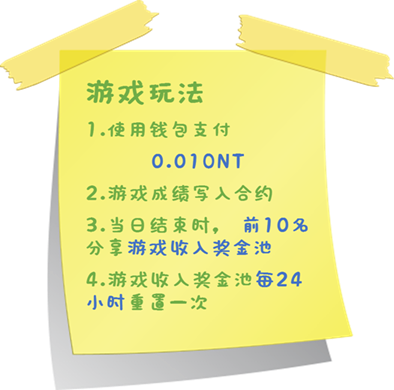 游戏玩法
1.使用钱包支付
0.010NT
2.游戏成绩写入合约
3.当日结束时， 前10名
分享游戏收入奖金池
4.游戏收入奖金池每24
小时重置一次